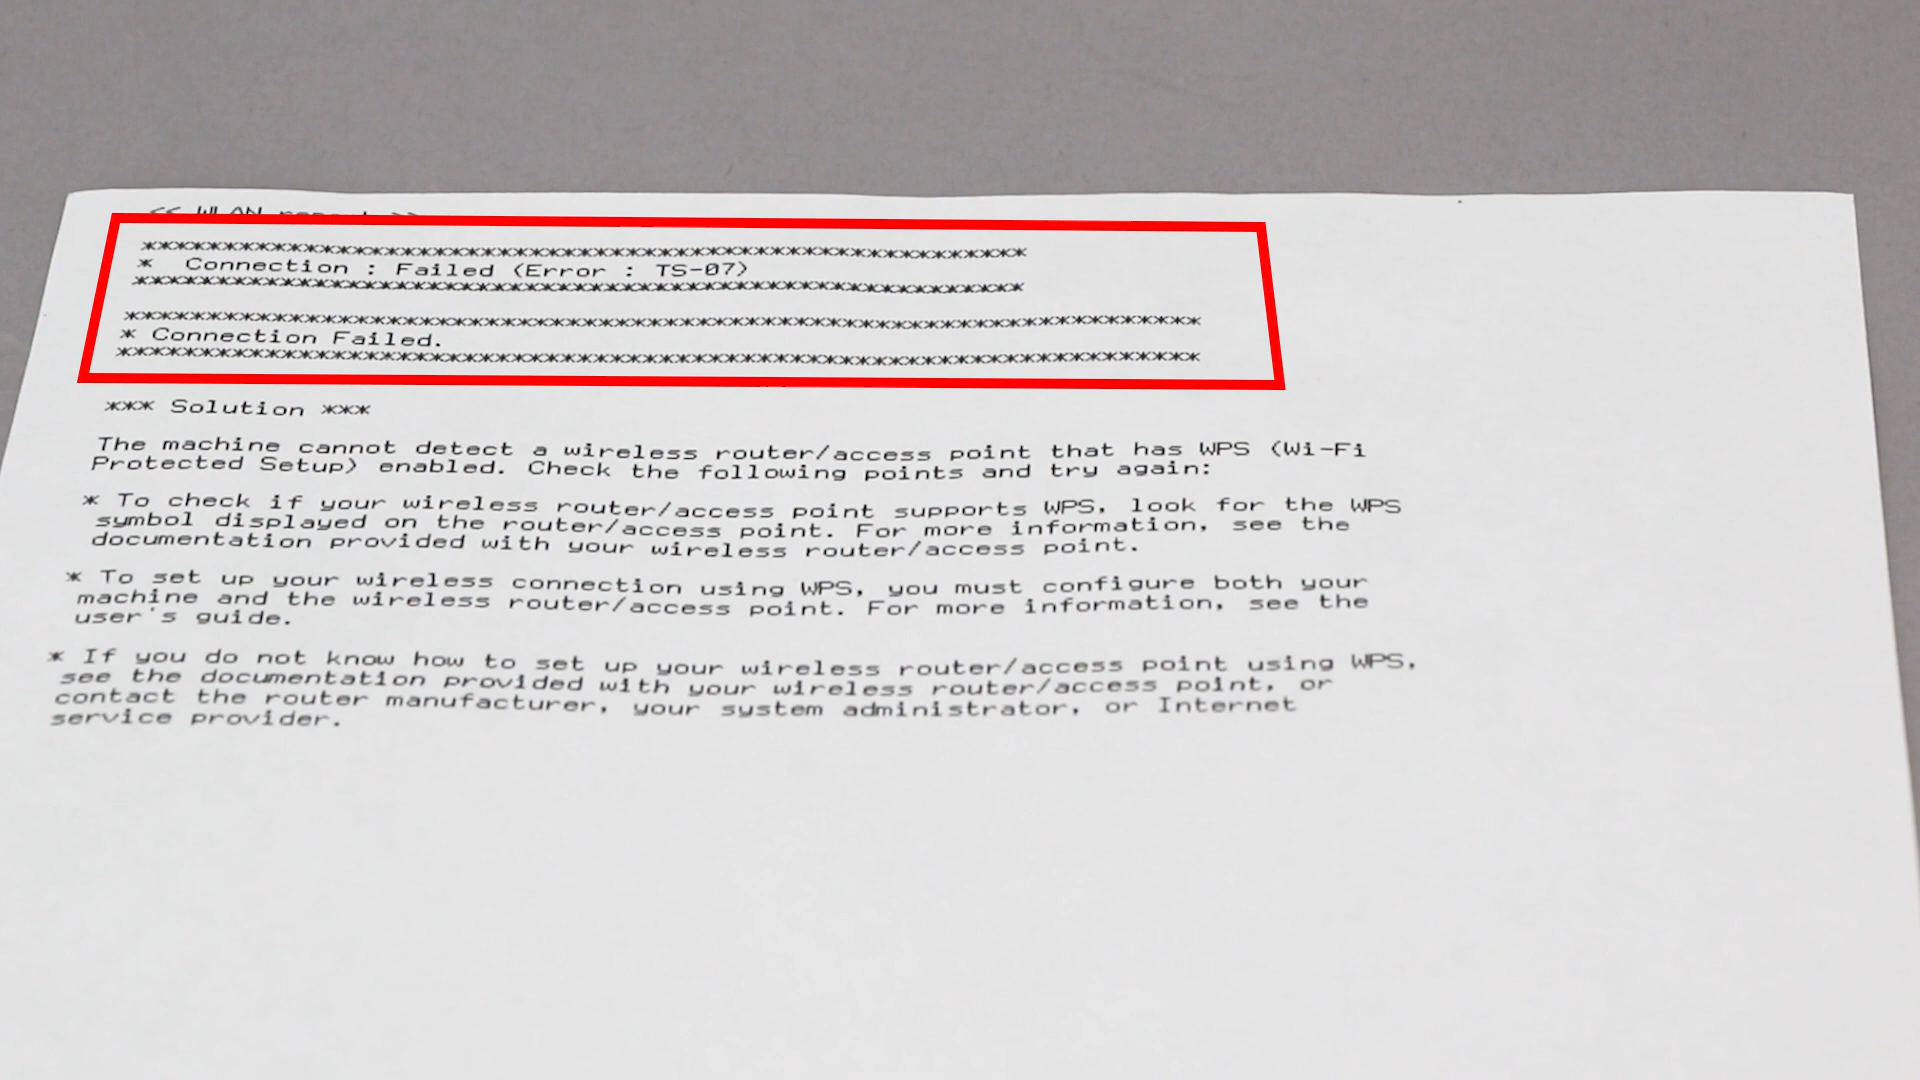 << WLAN report >>
******************************************************
*  Connection : Failed (Error : TS-07)
******************************************************
******************************************************************
* Connection Failed.
******************************************************************
*** Solution ***
The machine cannot detect a wireless router/access point that has WPS (Wi-Fi
Protected Setup) enabled. Check the following points and try again:
* To check if your wireless router/access point supports WPS, look for the WPS
symbol displayed on the router/access point. For more information, see the
documentation provided with your wireless router/access point.
* To set up your wireless connection using WPS, you must configure both your
machine and the wireless router/access point. For more information, see the
user's guide.
* If you do not know how to set up your wireless router/access point using WPS,
see the documentation provided with your wireless router/access point, or
contact the router manufacturer, your system administrator, or Internet
service provider.